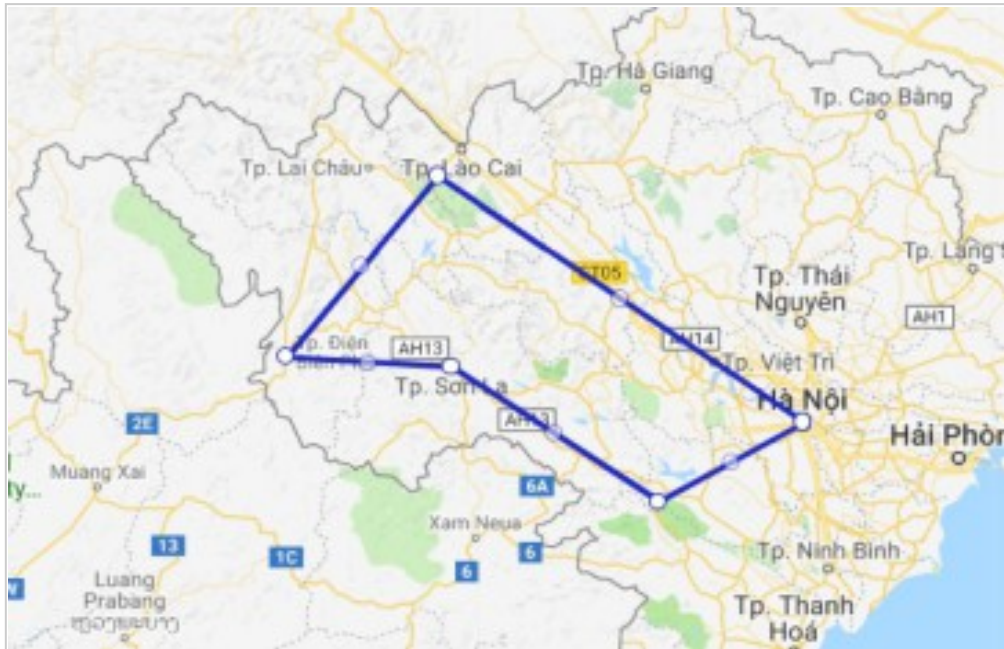 Tp. Hà Giang
Tp. Cao Bằng
Tp. Lai Châu
Tp. Lào Cai
Tp. Lạng S
ST05
Tp. Thái
Nguyên
AH1
AH13
AH14
Tp. Điện
Tp. Việt Trì
Tp. Sơn La
Hà Nội
AH13
2E
Hải Phòn
Muang Xai
6A
Xam Neua
13
1C
6
6
Tp. Ninh Bình
Luang
Prabang
Tp. Thanh
Hoá